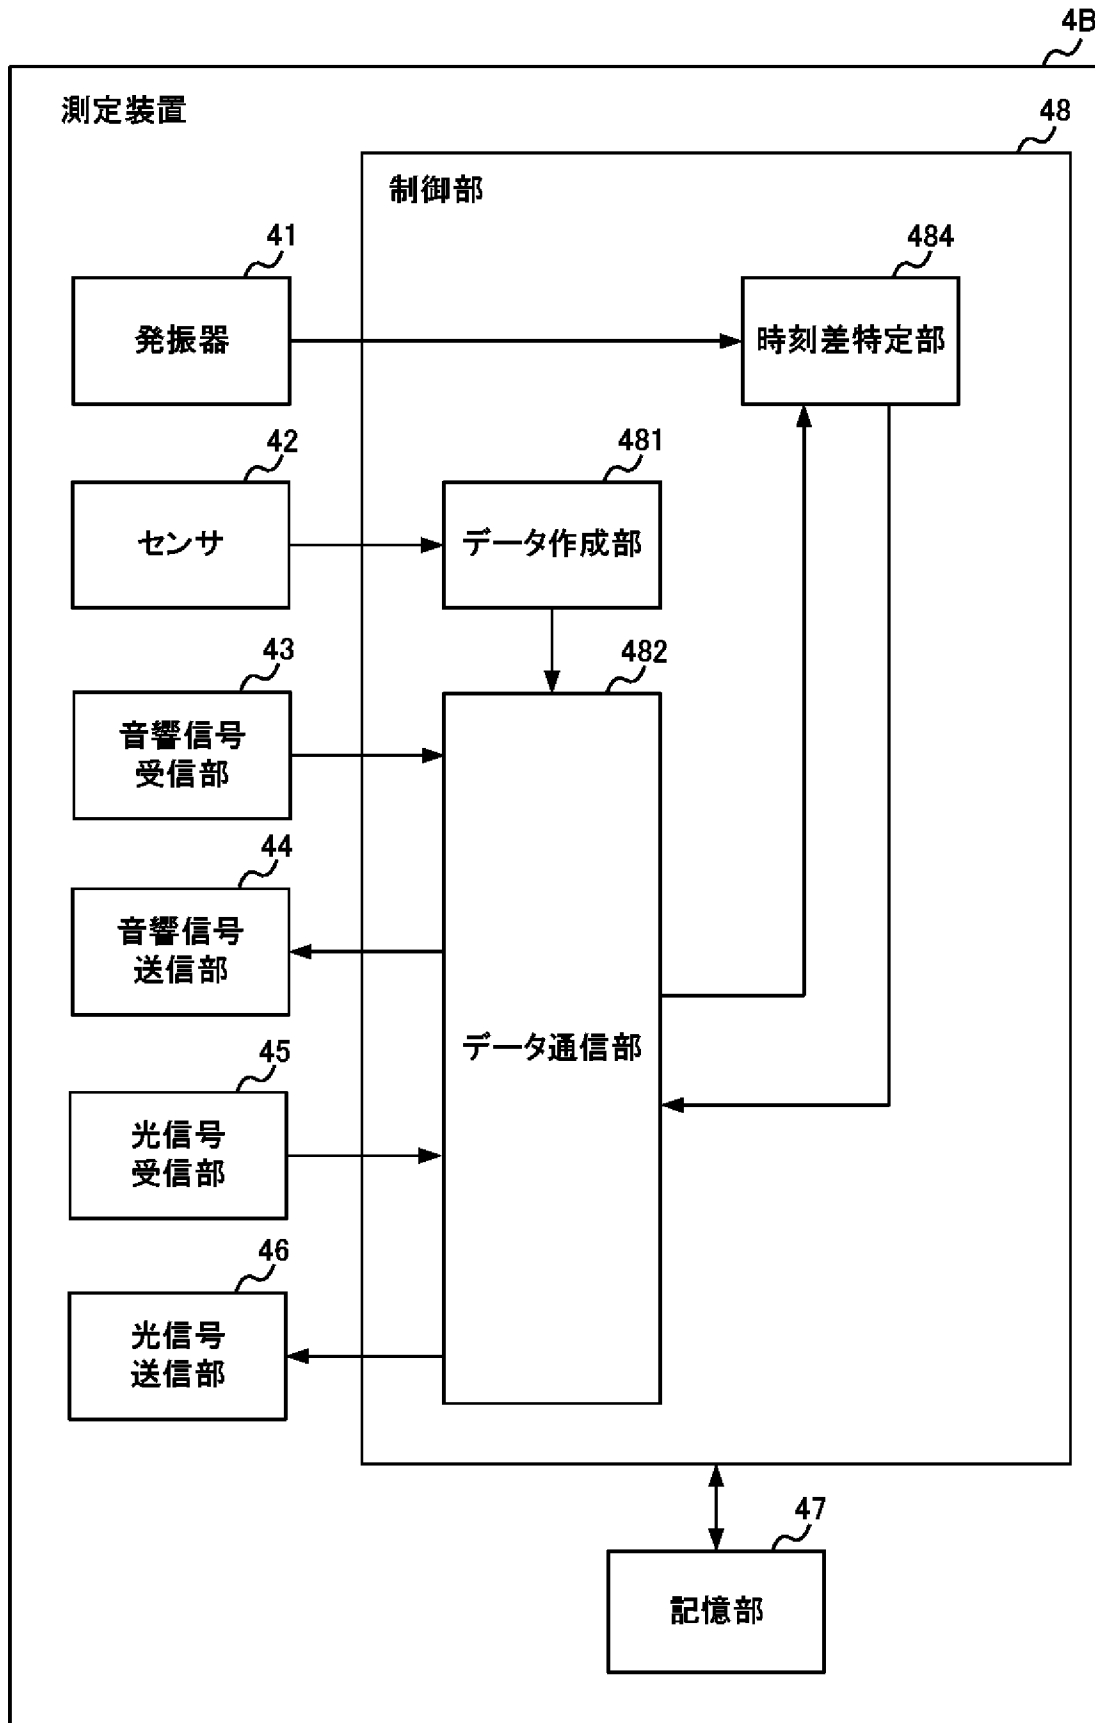 4B
測定装置
48
制御部
41
発振器
484
時刻差特定部
42
センサ
481
データ作成部
43
音響信号
受信部
482
データ通信部
44
音響信号
送信部
45
光信号
受信部
46
光信号
送信部
47
記憶部